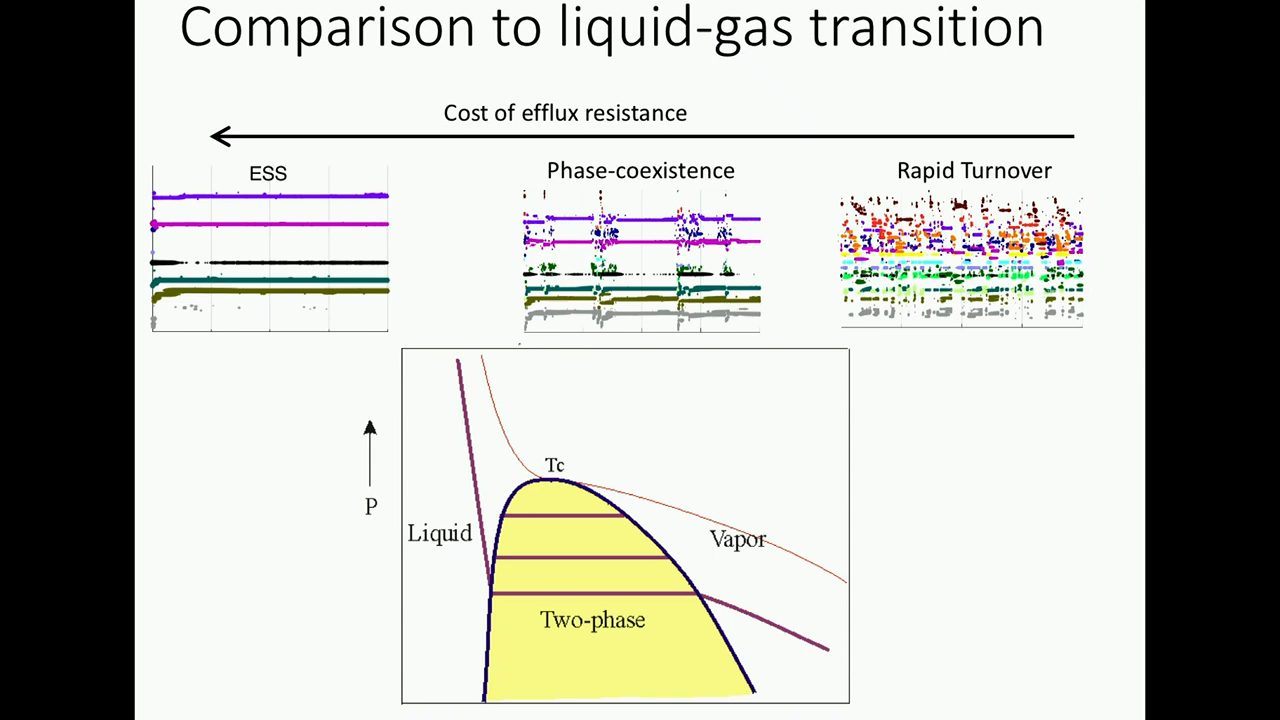 Comparison to liquid-gas transition
Cost of efflux resistance
ESS
Phase-coexistence
Rapid Turnover
Tc
P
Liquid
Vapor
Two-phase